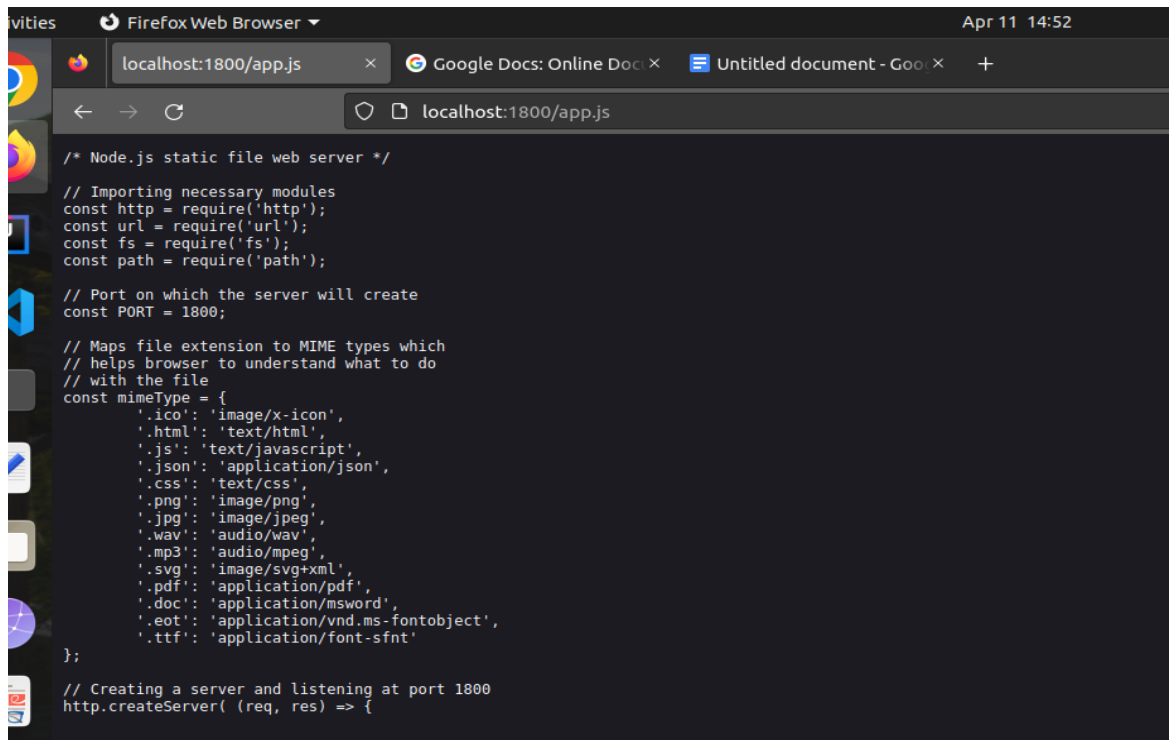 ivities
Firefox Web Browser
Apr 11 14:52
localhost:1800/app.js
Google Docs: Online Doc
Untitled document - Goo
localhost:1800/app.js
/* Node.js static file web server */
// Importing necessary modules
const http = require('http');
const url = require('url');
const fs = require('fs');
const path = require('path');
// Port on which the server will create
const PORT = 1800;
// Maps file extension to MIME types which
// helps browser to understand what to do
// with the file
const mimeType = {
'.ico': 'image/x-icon',
'.html': 'text/html',
'.js': 'text/javascript',
'.json': 'application/json',
'.css': 'text/css',
'.png': 'image/png',
'.jpg': 'image/jpeg',
'.wav': 'audio/wav',
'.mp3': 'audio/mpeg',
'.svg': 'image/svg+xml',
'.pdf': 'application/pdf',
'.doc': 'application/msword',
'.eot': 'application/vnd.ms-fontobject',
'.ttf': 'application/font-sfnt'
};
// Creating a server and listening at port 1800
http.createServer( (req, res) => {